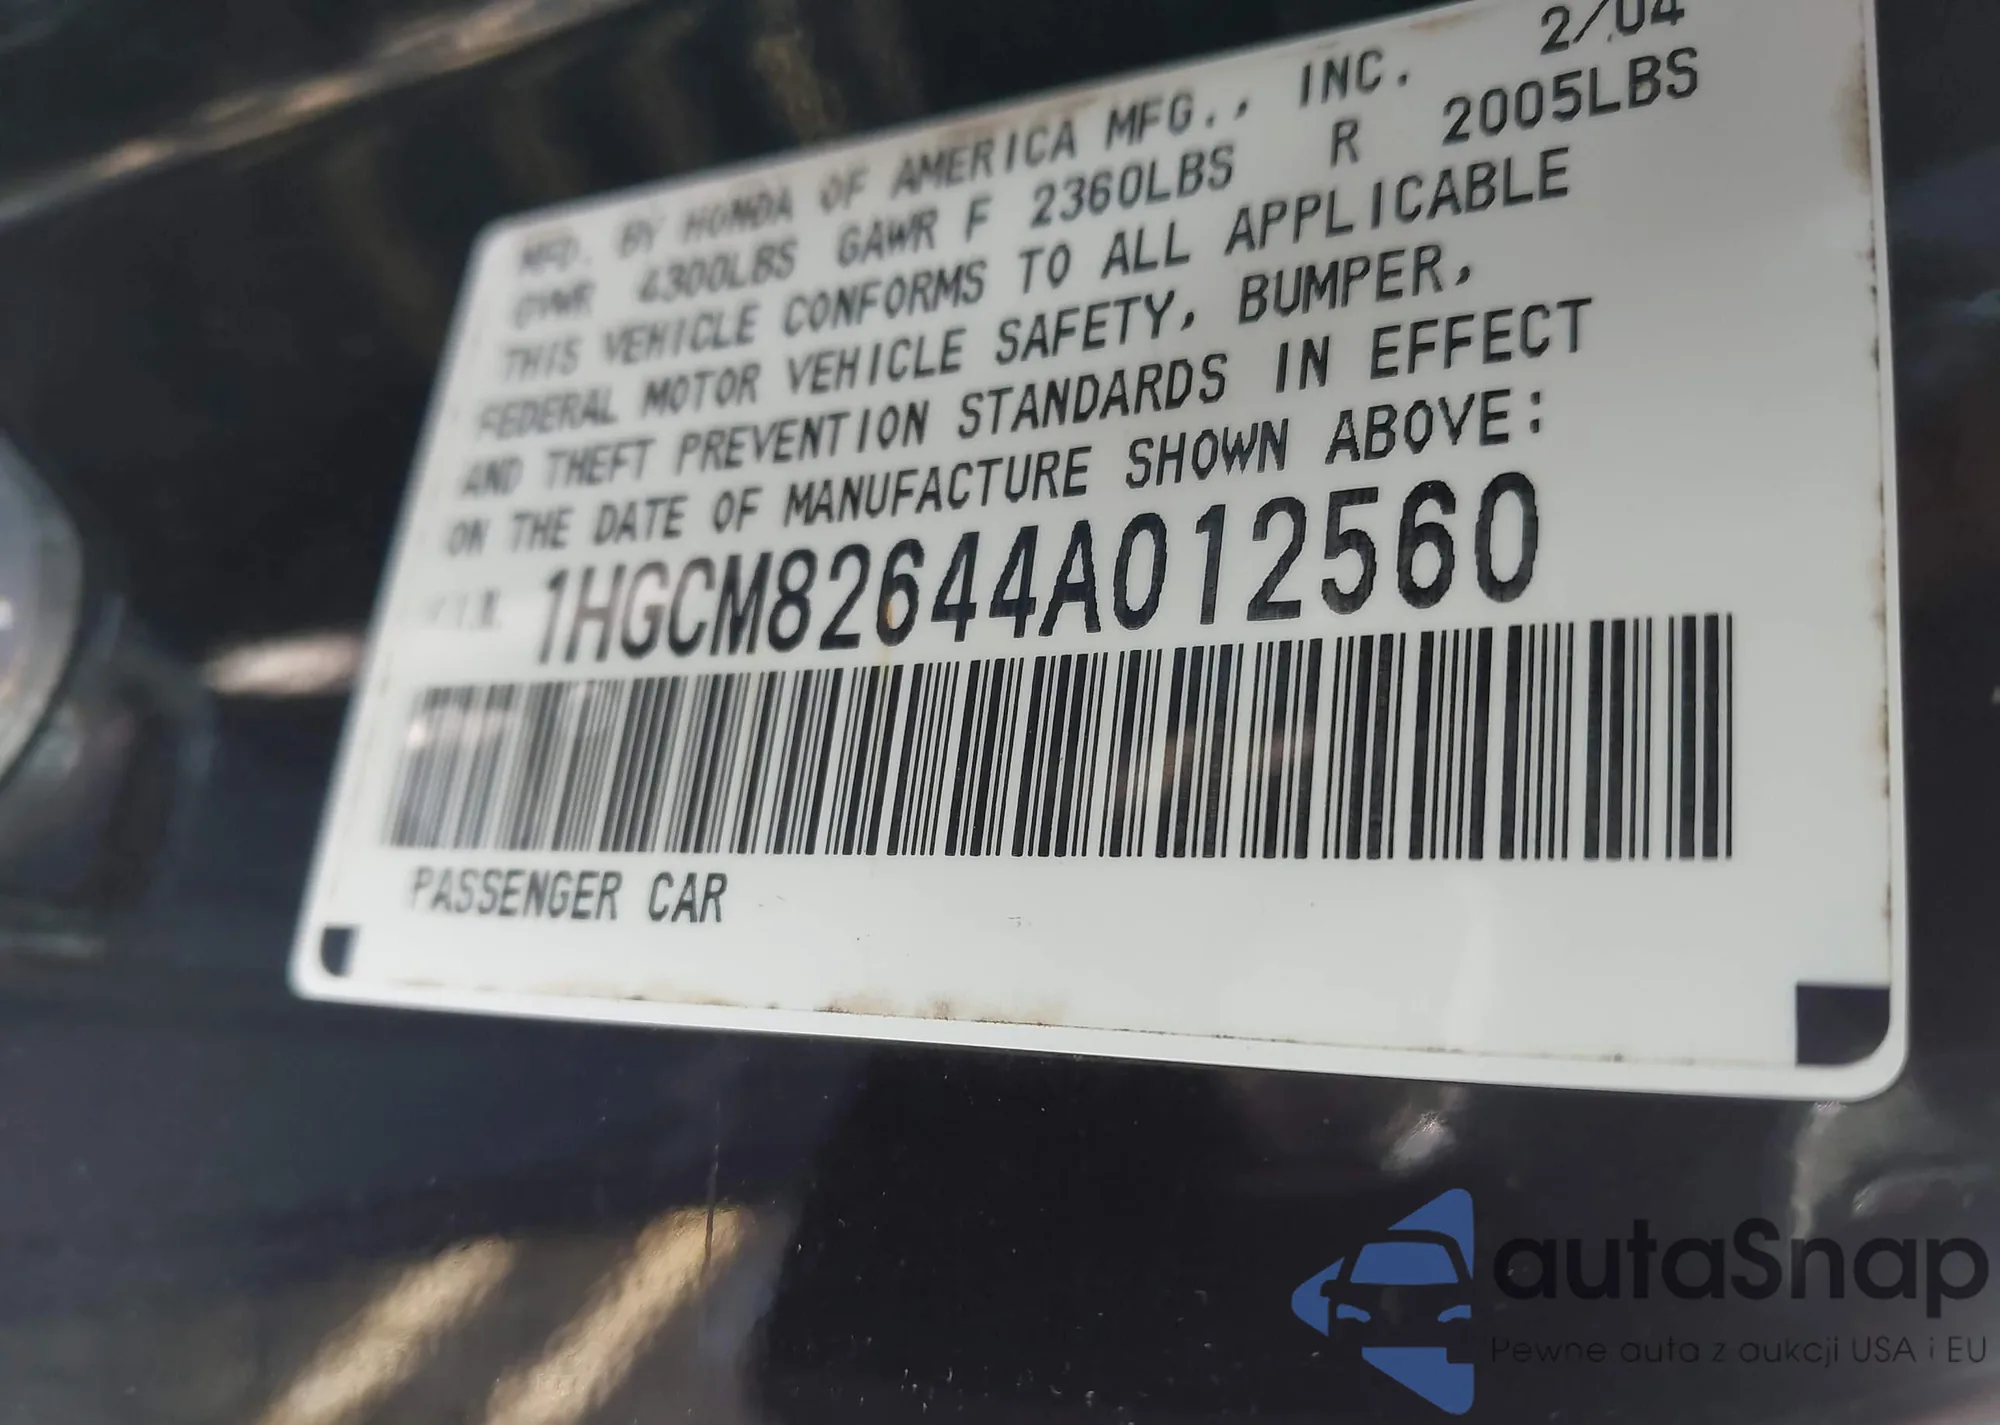 MFD. BY HONDA OF AMERICA MFG., INC. 2/04
GVWR 4300LBS GAWR F 2360LBS R 2005LBS
THIS VEHICLE CONFORMS TO ALL APPLICABLE
FEDERAL MOTOR VEHICLE SAFETY, BUMPER,
AND THEFT PREVENTION STANDARDS IN EFFECT
ON THE DATE OF MANUFACTURE SHOWN ABOVE:
V.I.N. 1HGCM82644A012560
PASSENGER CAR
autaSnap
Pewne auta z aukcji USA i EU